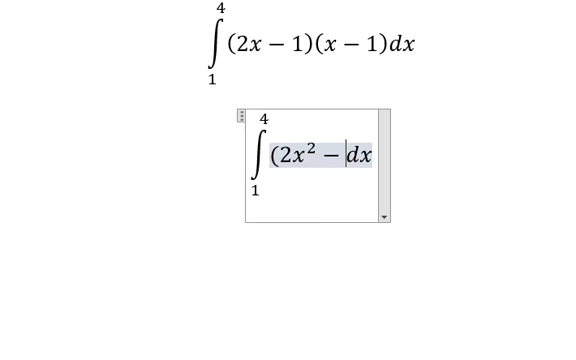 ∫₁⁴ (2x − 1)(x − 1)dx
∫₁⁴ (2x² − dx